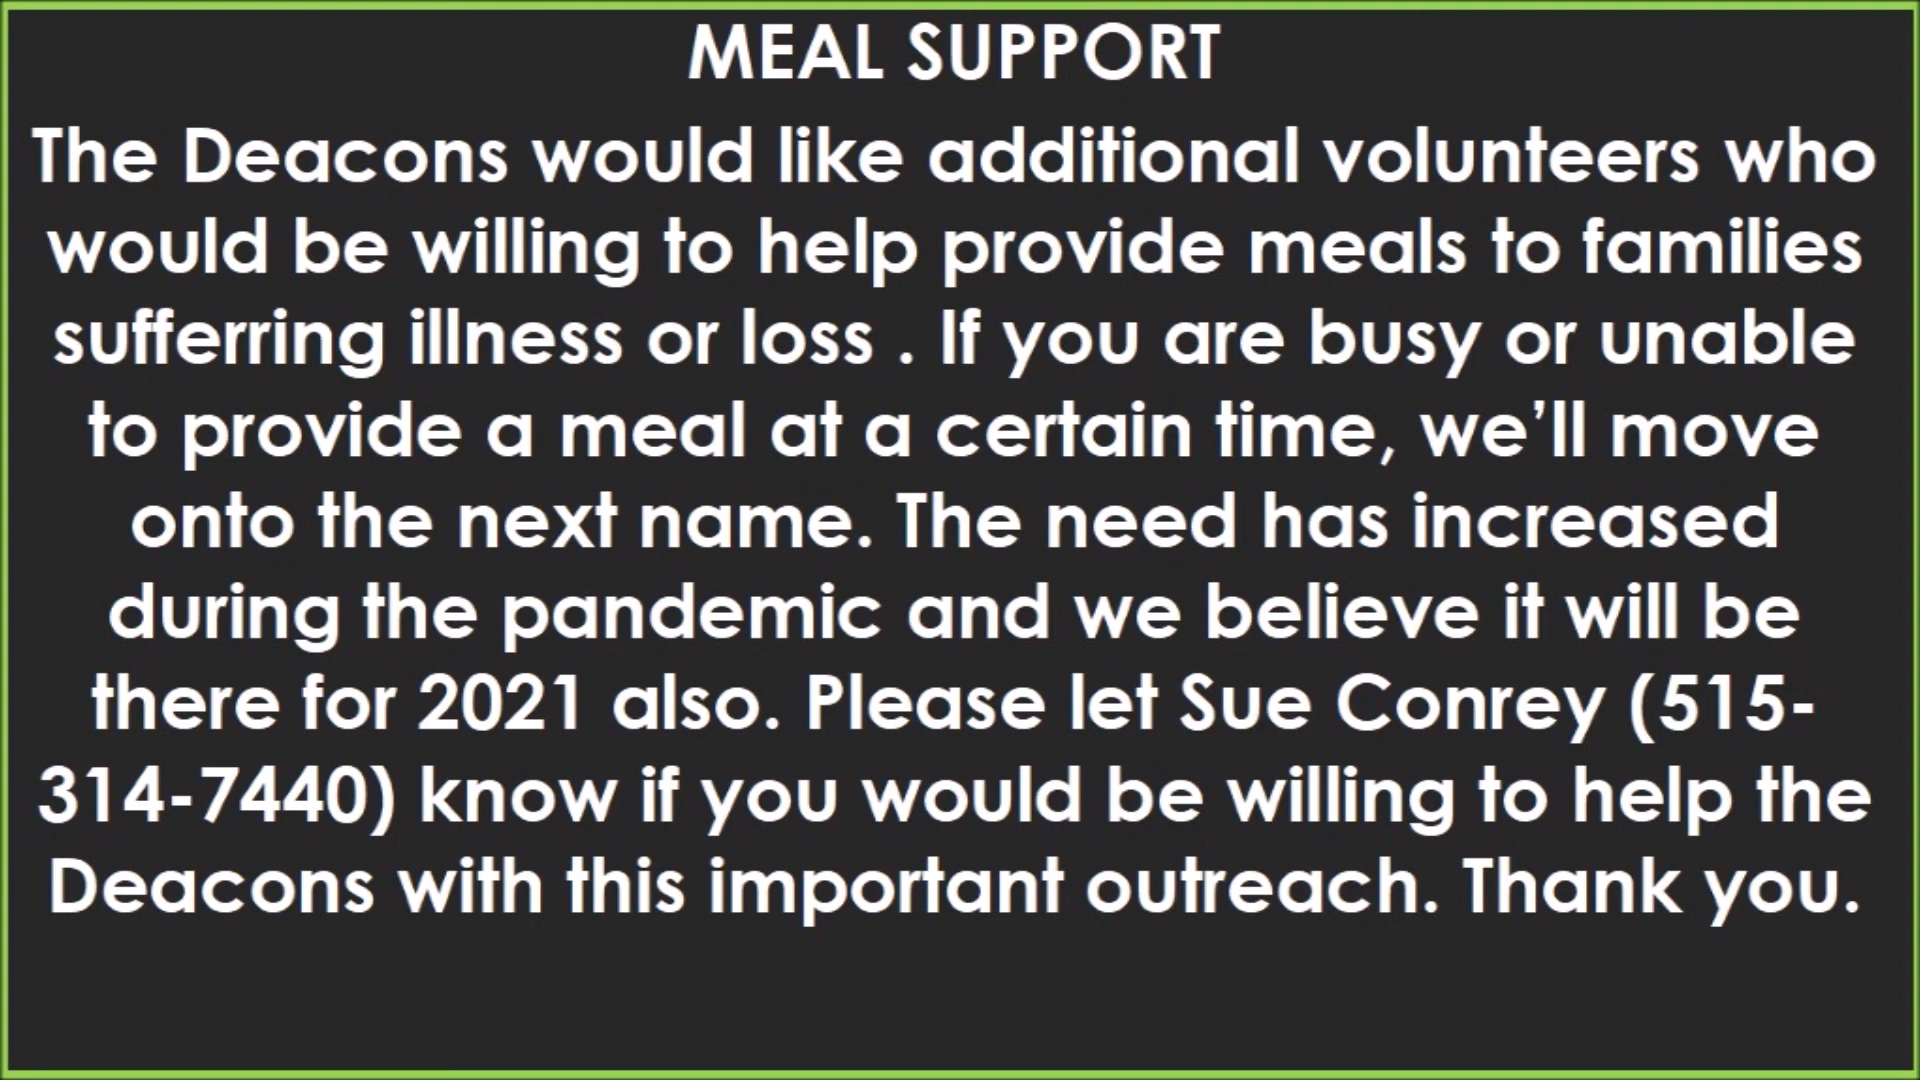 MEAL SUPPORT
The Deacons would like additional volunteers who
would be willing to help provide meals to families
sufferring illness or loss . If you are busy or unable
to provide a meal at a certain time, we’ll move
onto the next name. The need has increased
during the pandemic and we believe it will be
there for 2021 also. Please let Sue Conrey (515-
314-7440) know if you would be willing to help the
Deacons with this important outreach. Thank you.